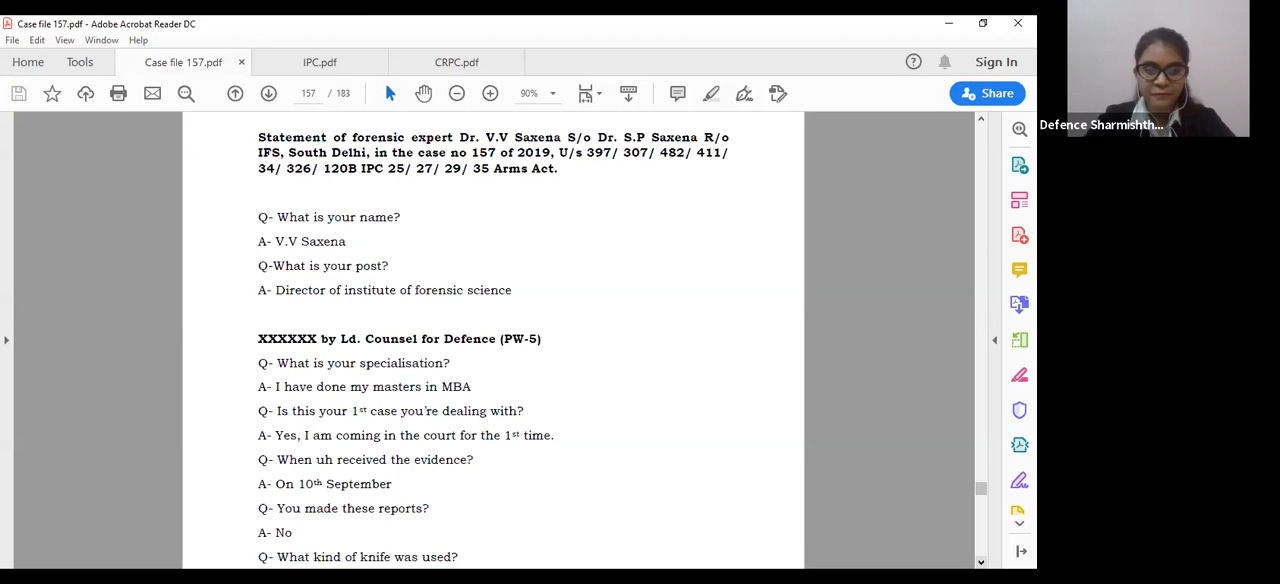 Case file 157.pdf - Adobe Acrobat Reader DC
File Edit View Window Help
Home Tools Case file 157.pdf × IPC.pdf CRPC.pdf Sign In
157 / 183 90% Share
Defence Sharmishth...
Statement of forensic expert Dr. V.V Saxena S/o Dr. S.P Saxena R/o
IFS, South Delhi, in the case no 157 of 2019, U/s 397/ 307/ 482/ 411/
34/ 326/ 120B IPC 25/ 27/ 29/ 35 Arms Act.
Q- What is your name?
A- V.V Saxena
Q-What is your post?
A- Director of institute of forensic science
XXXXXX by Ld. Counsel for Defence (PW-5)
Q- What is your specialisation?
A- I have done my masters in MBA
Q- Is this your 1st case you’re dealing with?
A- Yes, I am coming in the court for the 1st time.
Q- When uh received the evidence?
A- On 10th September
Q- You made these reports?
A- No
Q- What kind of knife was used?